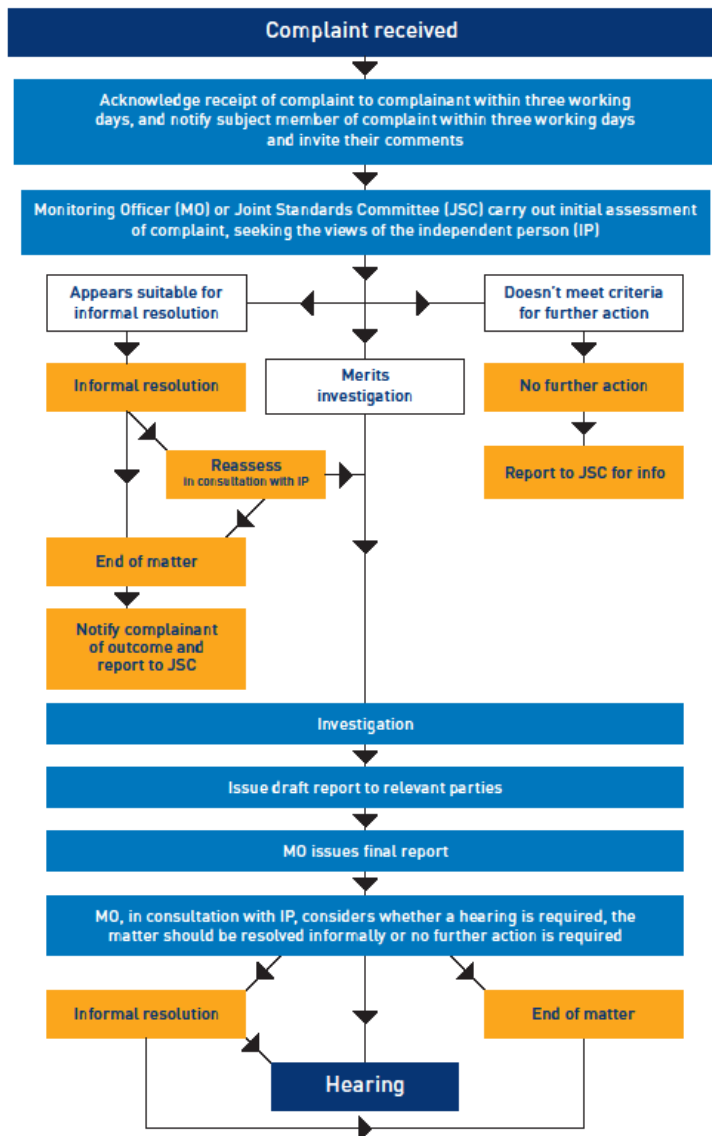 Complaint received
Acknowledge receipt of complaint to complainant within three working
days, and notify subject member of complaint within three working days
and invite their comments
Monitoring Officer (MO) or Joint Standards Committee (JSC) carry out initial assessment
of complaint, seeking the views of the independent person (IP)
Appears suitable for
informal resolution
Doesn't meet criteria
for further action
Merits
investigation
Informal resolution
No further action
Reassess
in consultation with IP
Report to JSC for info
End of matter
Notify complainant
of outcome and
report to JSC
Investigation
Issue draft report to relevant parties
MO issues final report
MO, in consultation with IP, considers whether a hearing is required, the
matter should be resolved informally or no further action is required
Informal resolution
End of matter
Hearing